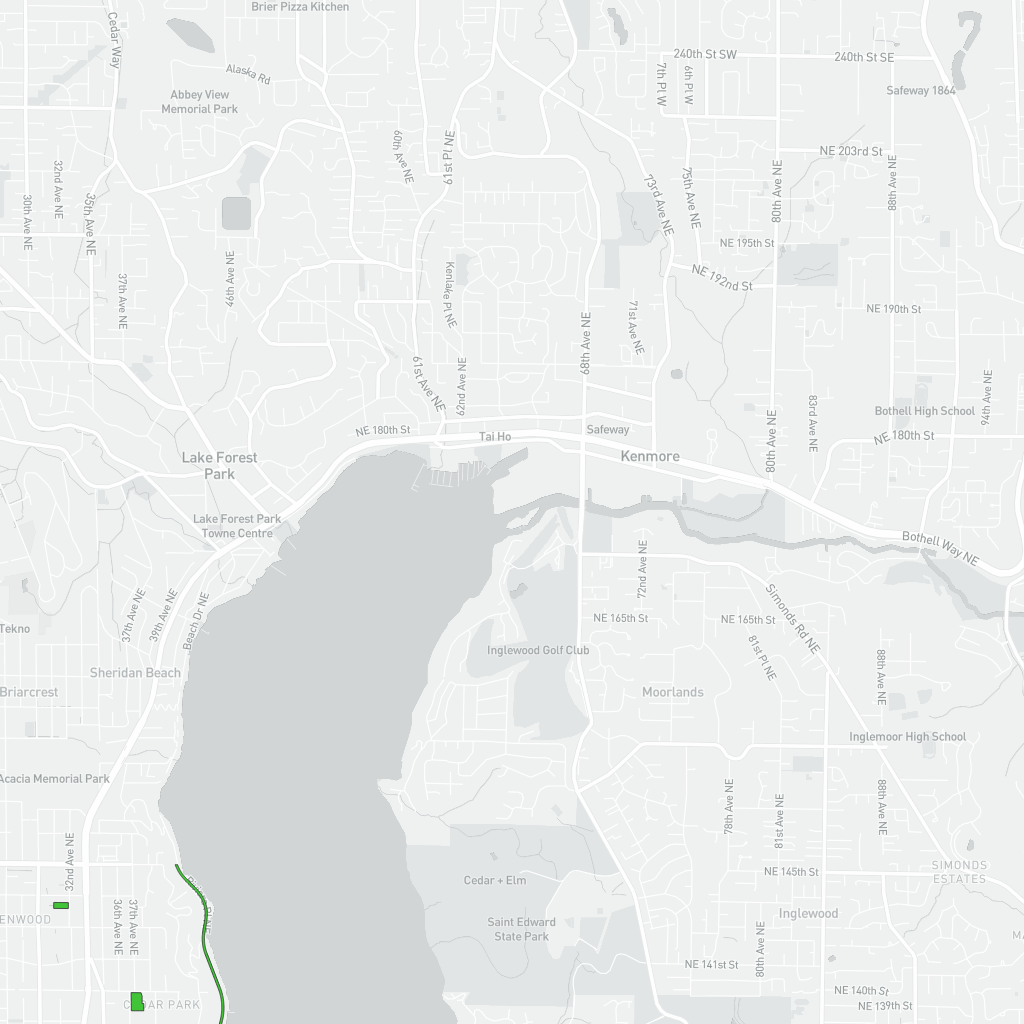 Brier Pizza Kitchen
Cedar Way
240th St SW
240th St SE
Alaska Rd
7th Pl W
6th Pl W
Safeway 1864
Abbey View
Memorial Park
60th Ave NE
61st Pl NE
NE 203rd St
32nd Ave NE
30th Ave NE
35th Ave NE
73rd Ave NE
75th Ave NE
80th Ave NE
88th Ave NE
NE 195th St
37th Ave NE
46th Ave NE
Kenlake Pl NE
NE 192nd St
NE 190th St
68th Ave NE
71st Ave NE
61st Ave NE
62nd Ave NE
94th Ave NE
83rd Ave NE
80th Ave NE
Bothell High School
NE 180th St
Tai Ho
Safeway
NE 180th St
Lake Forest
Park
Kenmore
Lake Forest Park
Towne Centre
Bothell Way NE
72nd Ave NE
37th Ave NE
39th Ave NE
Beach Dr NE
Simonds Rd NE
NE 165th St
NE 165th St
Tekno
81st Pl NE
Inglewood Golf Club
88th Ave NE
Sheridan Beach
Briarcrest
Moorlands
Inglemoor High School
Acacia Memorial Park
78th Ave NE
81st Ave NE
88th Ave NE
32nd Ave NE
NE 145th St
SIMONDS
ESTATES
Cedar + Elm
ENWOOD
36th Ave NE
37th Ave NE
Inglewood
Saint Edward
State Park
80th Ave NE
NE 141st St
NE 140th St
NE 139th St
CEDAR PARK